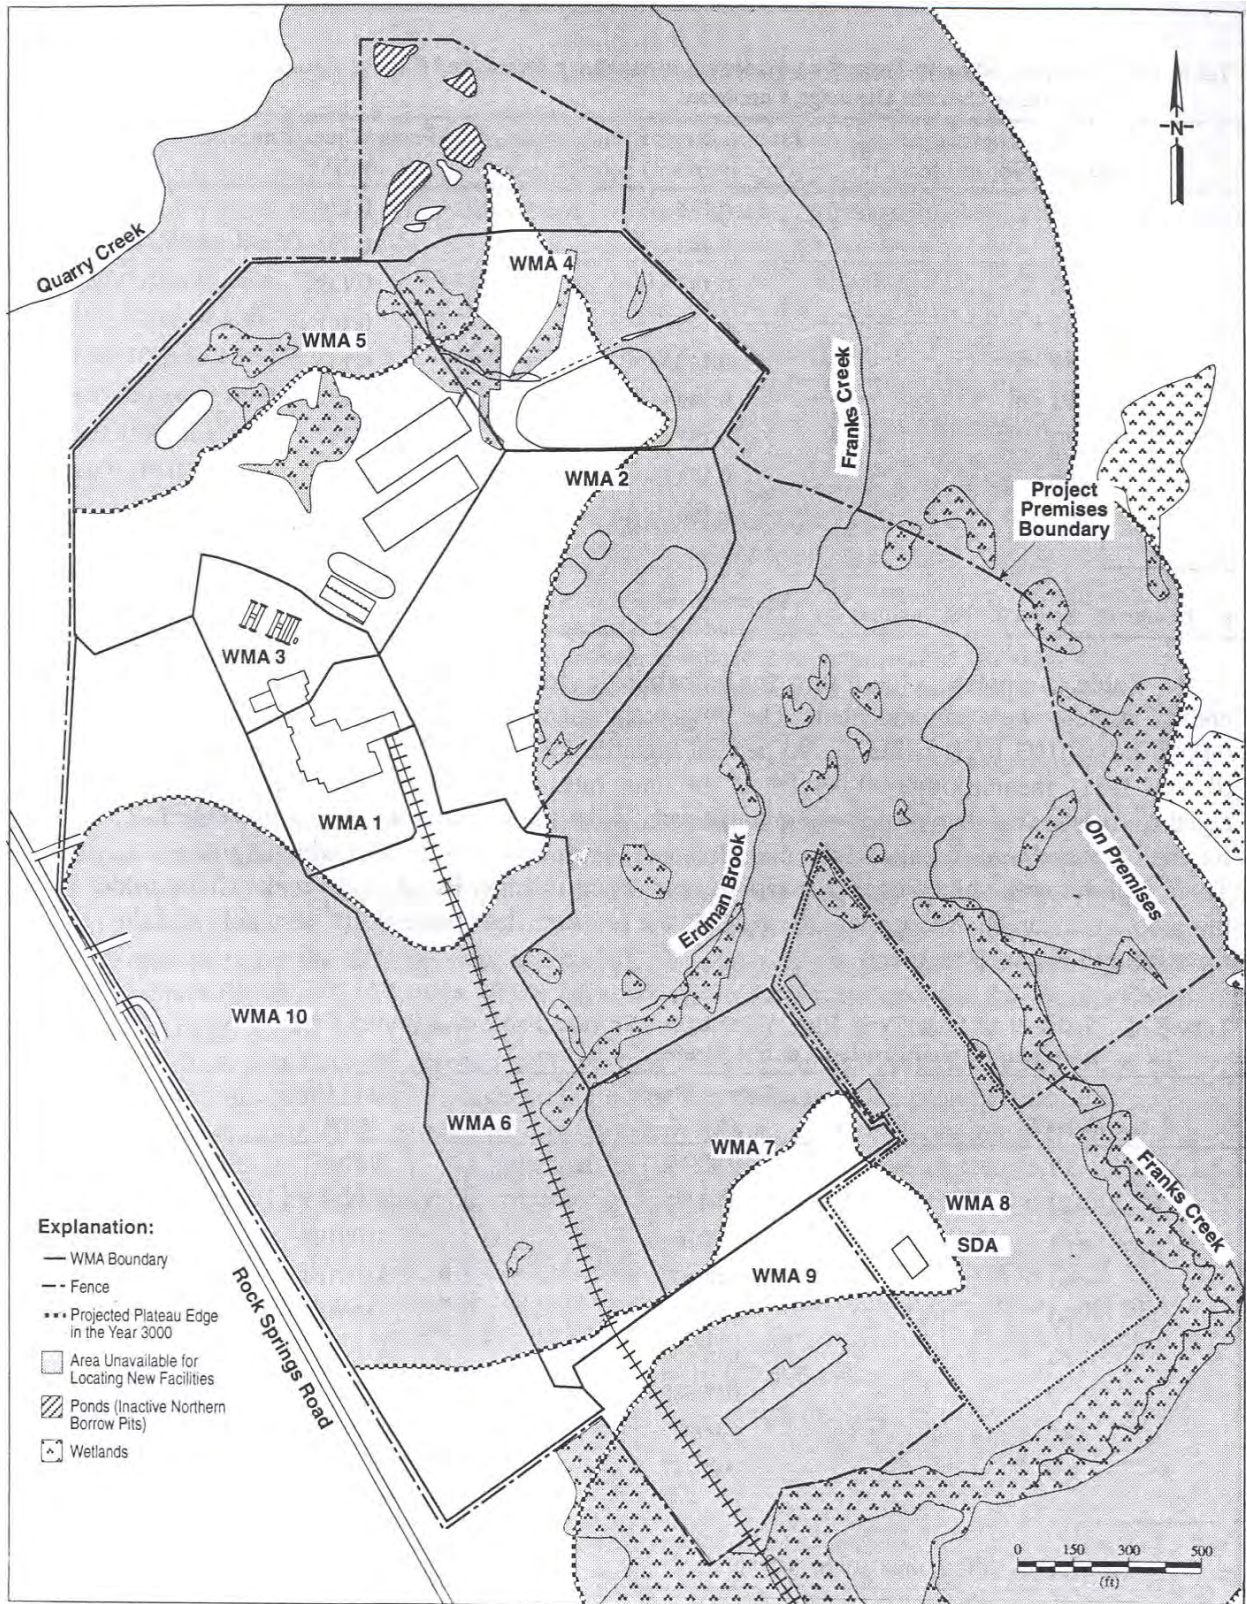 N
Quarry Creek
WMA 4
WMA 5
Franks Creek
WMA 2
Project
Premises
Boundary
WMA 3
WMA 1
On Premises
Erdman Brook
WMA 10
WMA 6
WMA 7
Franks Creek
WMA 8
SDA
WMA 9
Rock Springs Road
Explanation:
WMA Boundary
Fence
Projected Plateau Edge
in the Year 3000
Area Unavailable for
Locating New Facilities
Ponds (Inactive Northern
Borrow Pits)
Wetlands
0 150 300 500
(ft)